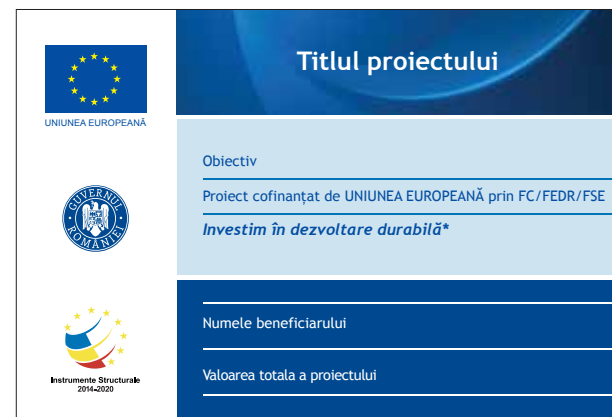 Titlul proiectului
UNIUNEA EUROPEANĂ
Obiectiv
Proiect cofinanțat de UNIUNEA EUROPEANĂ prin FC/FEDR/FSE
Investim în dezvoltare durabilă*
GUVERNUL
ROMÂNIEI
Numele beneficiarului
Valoarea totala a proiectului
Instrumente Structurale
2014-2020